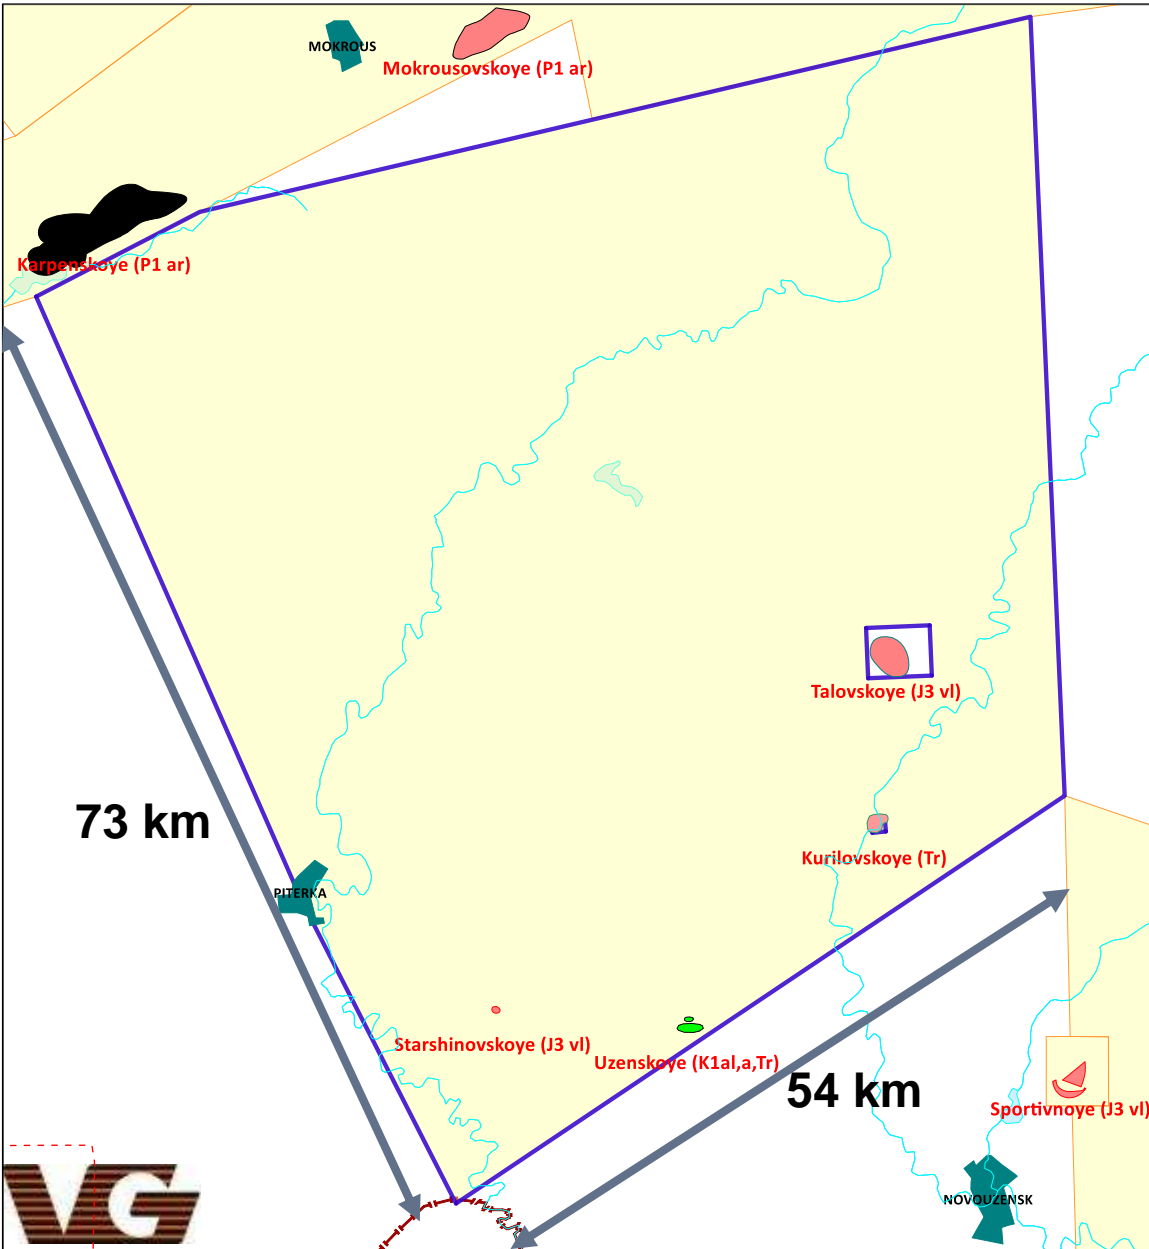 MOKROUS
Mokrousovskoye (P1 ar)
Karpenskoye (P1 ar)
Talovskoye (J3 vl)
73 km
Kurilovskoye (Tr)
PITERKA
Starshinovskoye (J3 vl)
Uzenskoye (K1al,a,Tr)
54 km
Sportivnoye (J3 vl)
VG
NOVOUZENSK